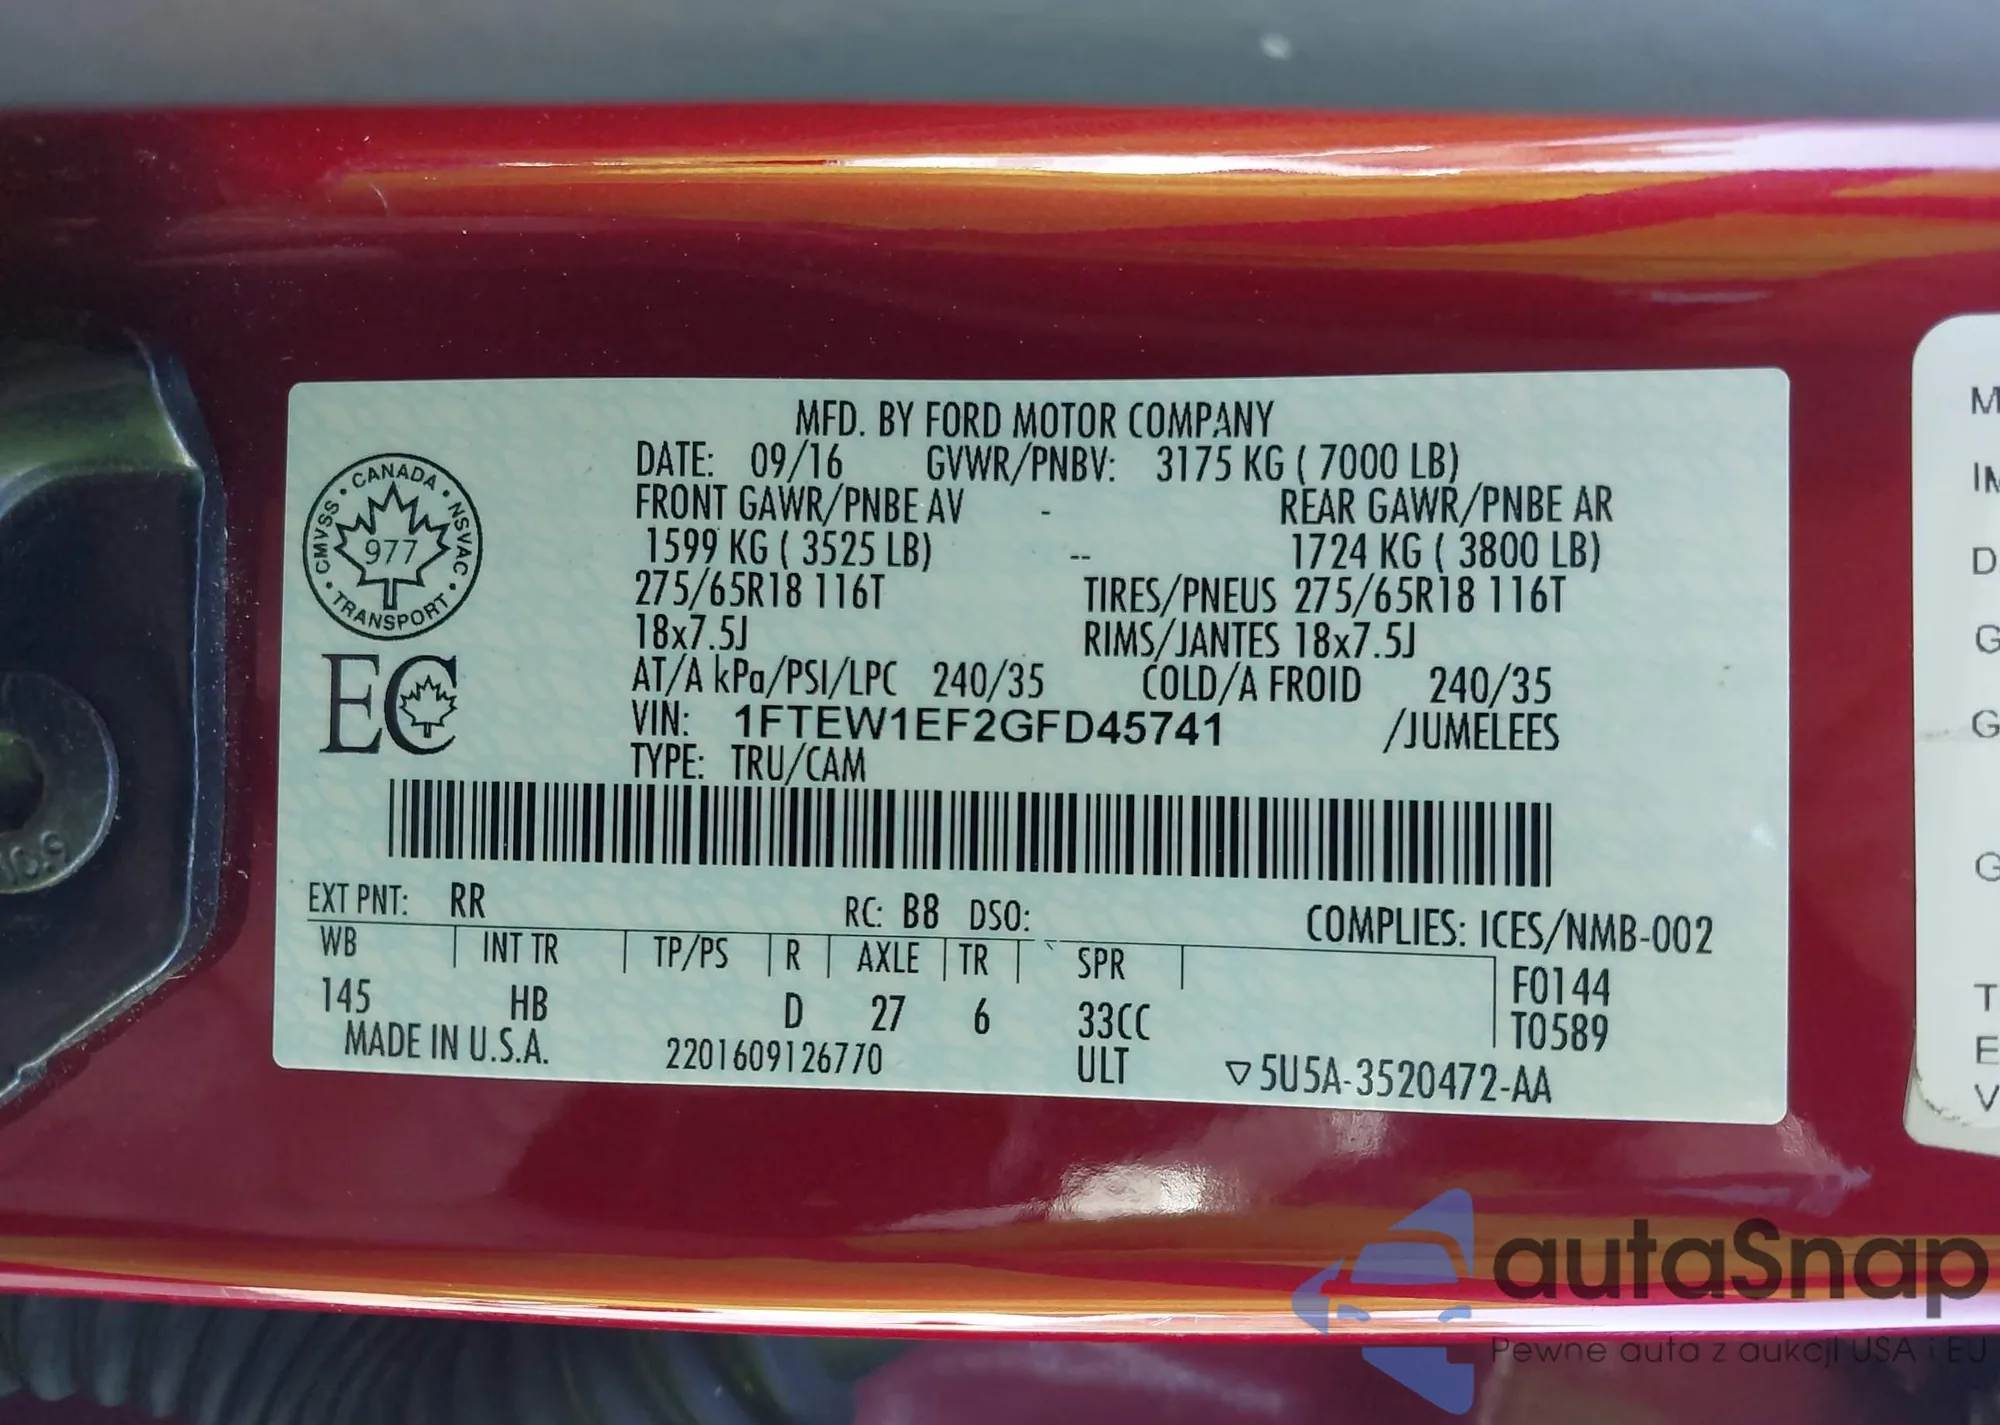 MFD. BY FORD MOTOR COMPANY
DATE: 09/16 GVWR/PNBV: 3175 KG ( 7000 LB)
FRONT GAWR/PNBE AV - REAR GAWR/PNBE AR
1599 KG ( 3525 LB) -- 1724 KG ( 3800 LB)
275/65R18 116T TIRES/PNEUS 275/65R18 116T
18x7.5J RIMS/JANTES 18x7.5J
AT/A kPa/PSI/LPC 240/35 COLD/A FROID 240/35
VIN: 1FTEW1EF2GFD45741 /JUMELEES
TYPE: TRU/CAM
CMVSS • CANADA • NSVAC • TRANSPORT •
977
EC
EXT PNT: RR RC: B8 DSO: COMPLIES: ICES/NMB-002
WB INT TR TP/PS R AXLE TR SPR
145 HB D 27 6 33CC
F0144
T0589
MADE IN U.S.A. 2201609126770 ULT ▽5U5A-3520472-AA
10.9
M
IM
D
G
G
G
T
E
V
autaSnap
Pewne auta z aukcji USA i EU